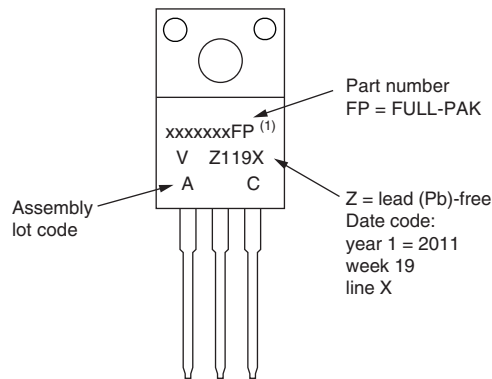 Part number
FP = FULL-PAK
xxxxxxxFP (1)
V Z119X
A C
Assembly
lot code
Z = lead (Pb)-free
Date code:
year 1 = 2011
week 19
line X